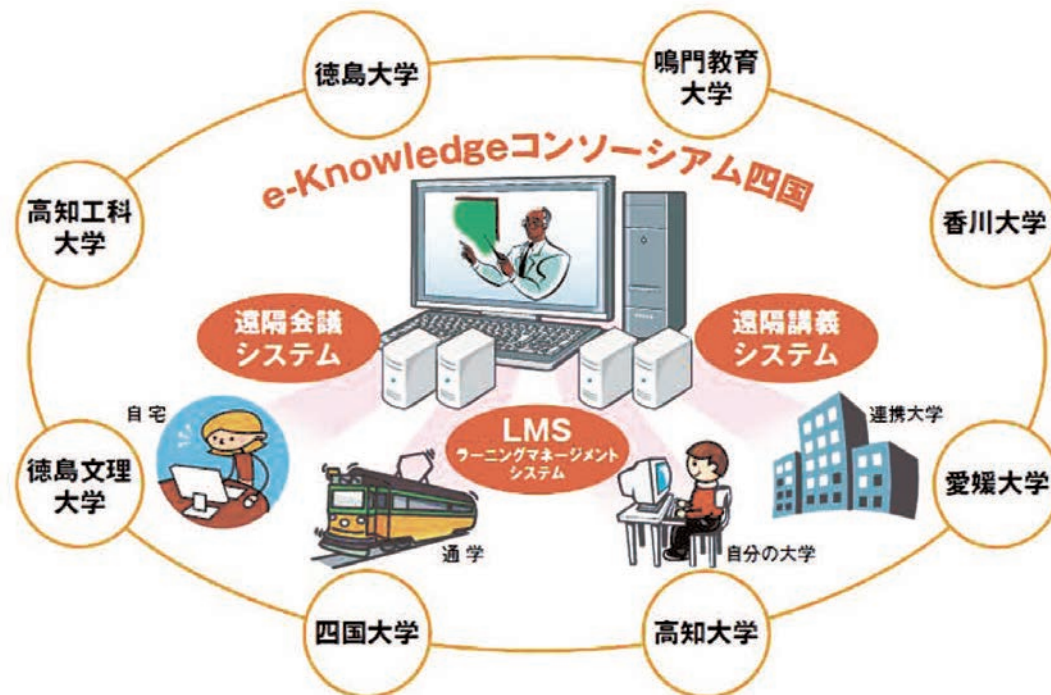 徳島大学
鳴門教育
大学
e-Knowledgeコンソーシアム四国
高知工科
大学
香川大学
遠隔会議
システム
遠隔講義
システム
自宅
LMS
ラーニングマネージメント
システム
連携大学
徳島文理
大学
愛媛大学
通学
自分の大学
四国大学
高知大学